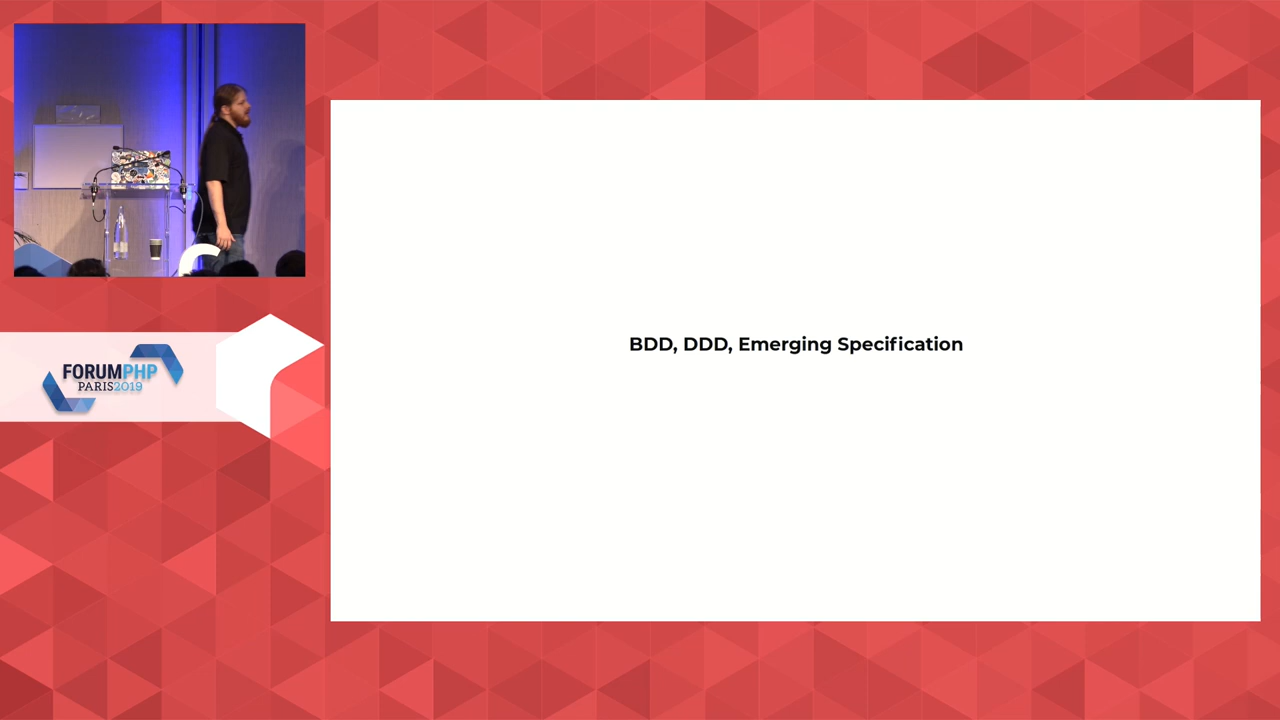 FORUMPHP
PARIS2019
BDD, DDD, Emerging Specification